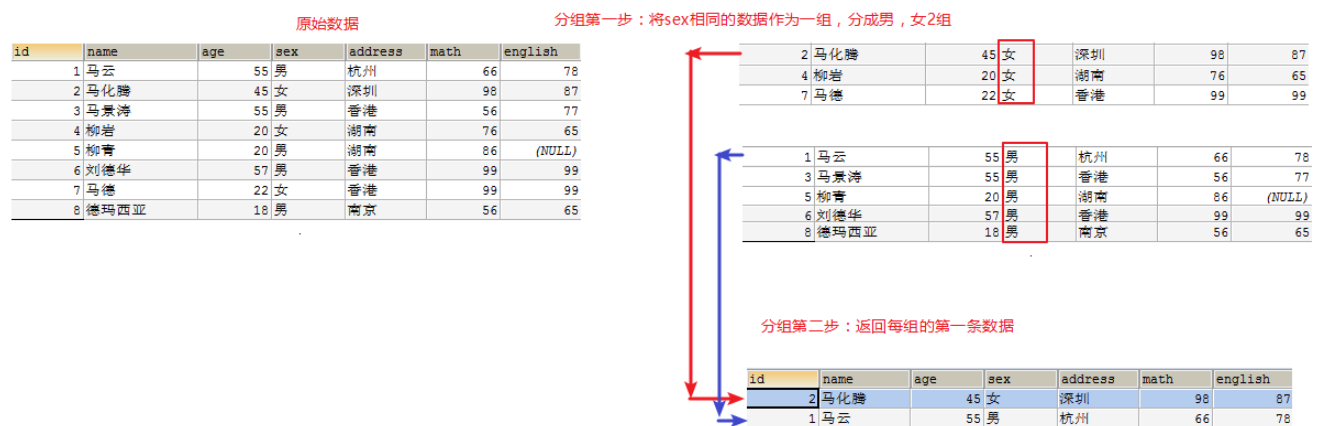 原始数据
id name age sex address math english
1 马云 55 男 杭州 66 78
2 马化腾 45 女 深圳 98 87
3 马景涛 55 男 香港 56 77
4 柳岩 20 女 湖南 76 65
5 柳青 20 男 湖南 86 (NULL)
6 刘德华 57 男 香港 99 99
7 马德 22 女 香港 99 99
8 德玛西亚 18 男 南京 56 65
分组第一步：将sex相同的数据作为一组，分成男，女2组
2 马化腾 45 女 深圳 98 87
4 柳岩 20 女 湖南 76 65
7 马德 22 女 香港 99 99
1 马云 55 男 杭州 66 78
3 马景涛 55 男 香港 56 77
5 柳青 20 男 湖南 86 (NULL)
6 刘德华 57 男 香港 99 99
8 德玛西亚 18 男 南京 56 65
分组第二步：返回每组的第一条数据
id name age sex address math english
2 马化腾 45 女 深圳 98 87
1 马云 55 男 杭州 66 78